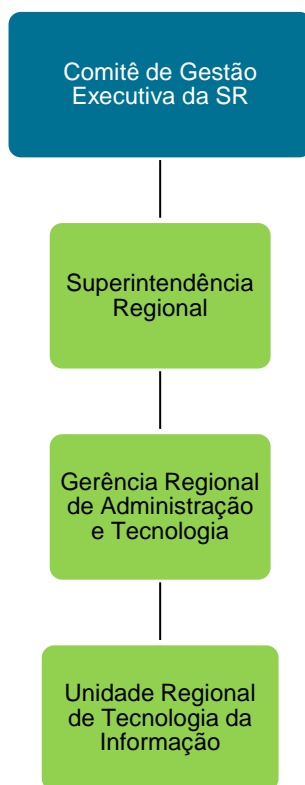 Comitê de Gestão
Executiva da SR
Superintendência
Regional
Gerência Regional
de Administração
e Tecnologia
Unidade Regional
de Tecnologia da
Informação